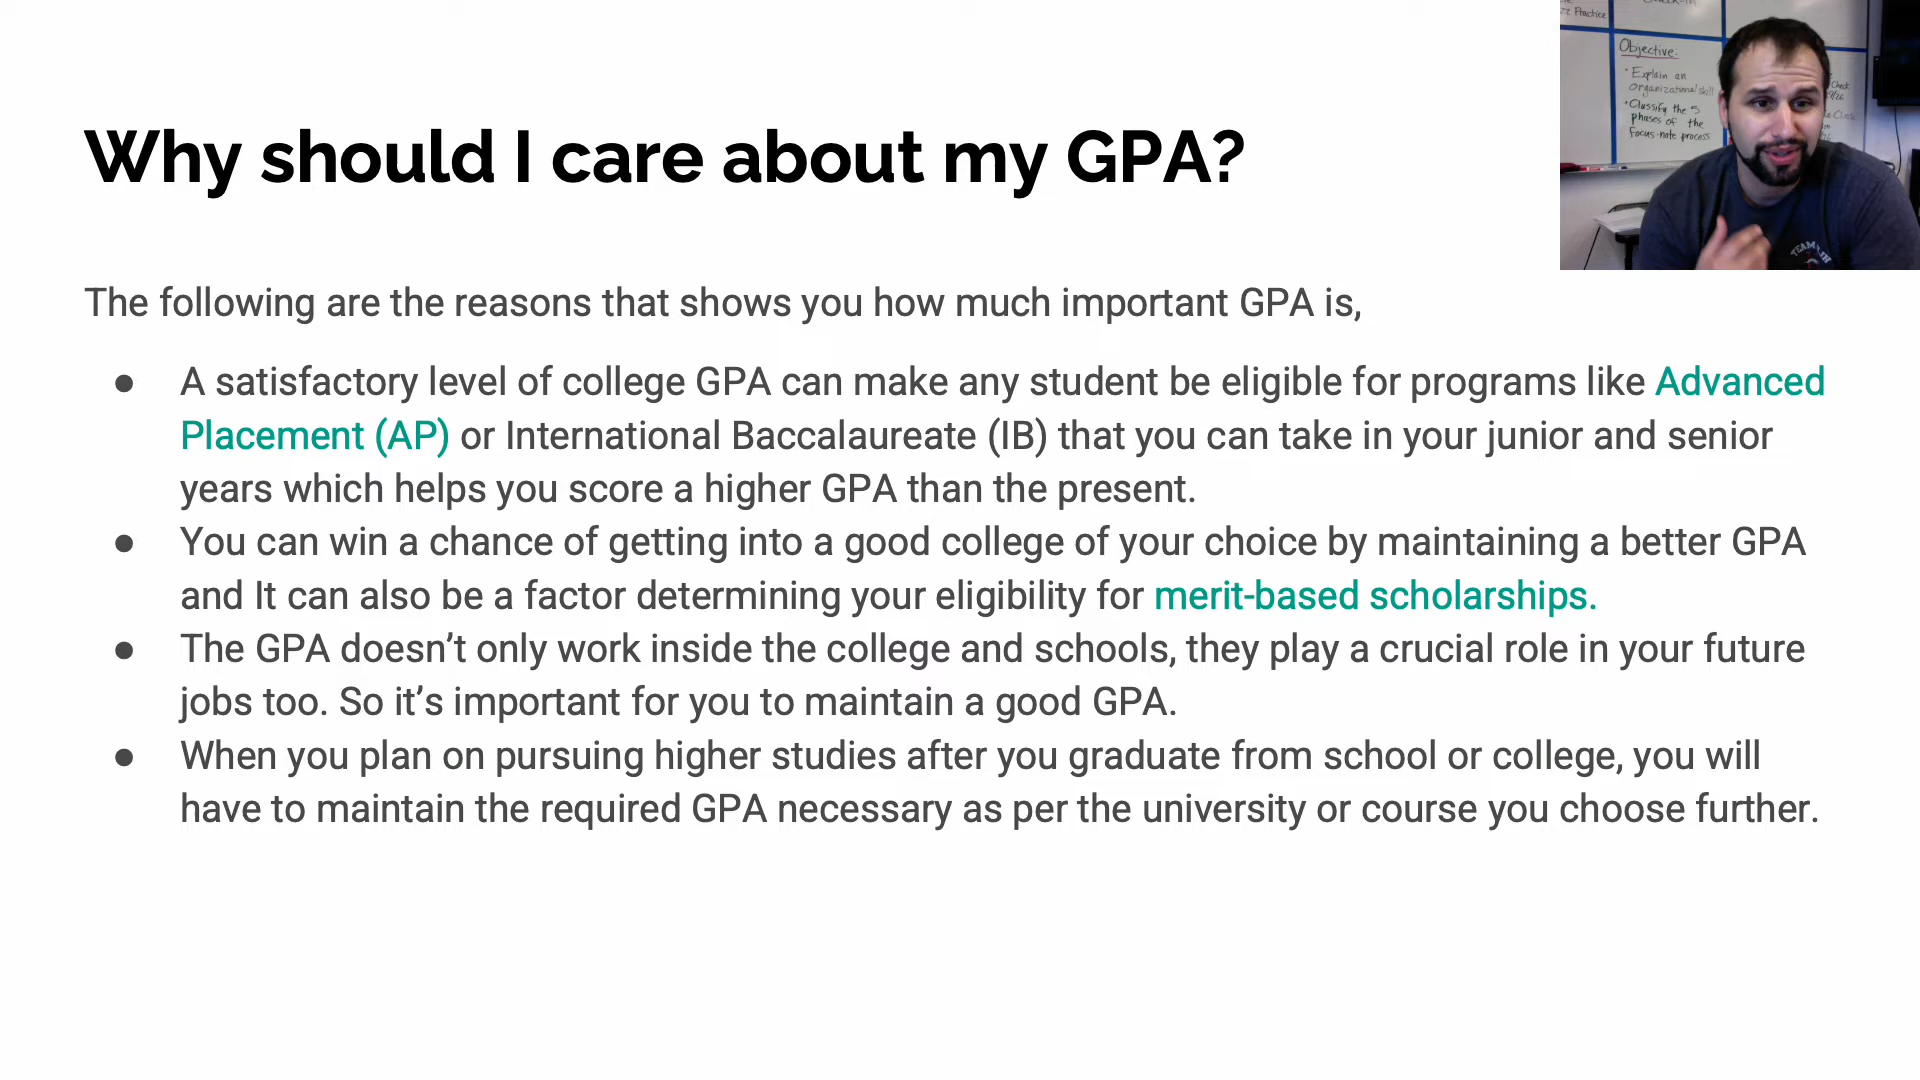 Why should I care about my GPA?
The following are the reasons that shows you how much important GPA is,
● A satisfactory level of college GPA can make any student be eligible for programs like Advanced
Placement (AP) or International Baccalaureate (IB) that you can take in your junior and senior
years which helps you score a higher GPA than the present.
● You can win a chance of getting into a good college of your choice by maintaining a better GPA
and It can also be a factor determining your eligibility for merit-based scholarships.
● The GPA doesn’t only work inside the college and schools, they play a crucial role in your future
jobs too. So it’s important for you to maintain a good GPA.
● When you plan on pursuing higher studies after you graduate from school or college, you will
have to maintain the required GPA necessary as per the university or course you choose further.
Practice
Objective:
• Explain an
organizational skill
• Classify the 5
phases of the
focus-note process
Check
TEAM